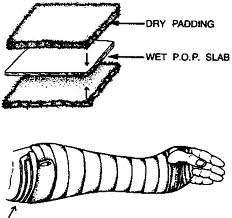 DRY PADDING
WET P.O.P. SLAB